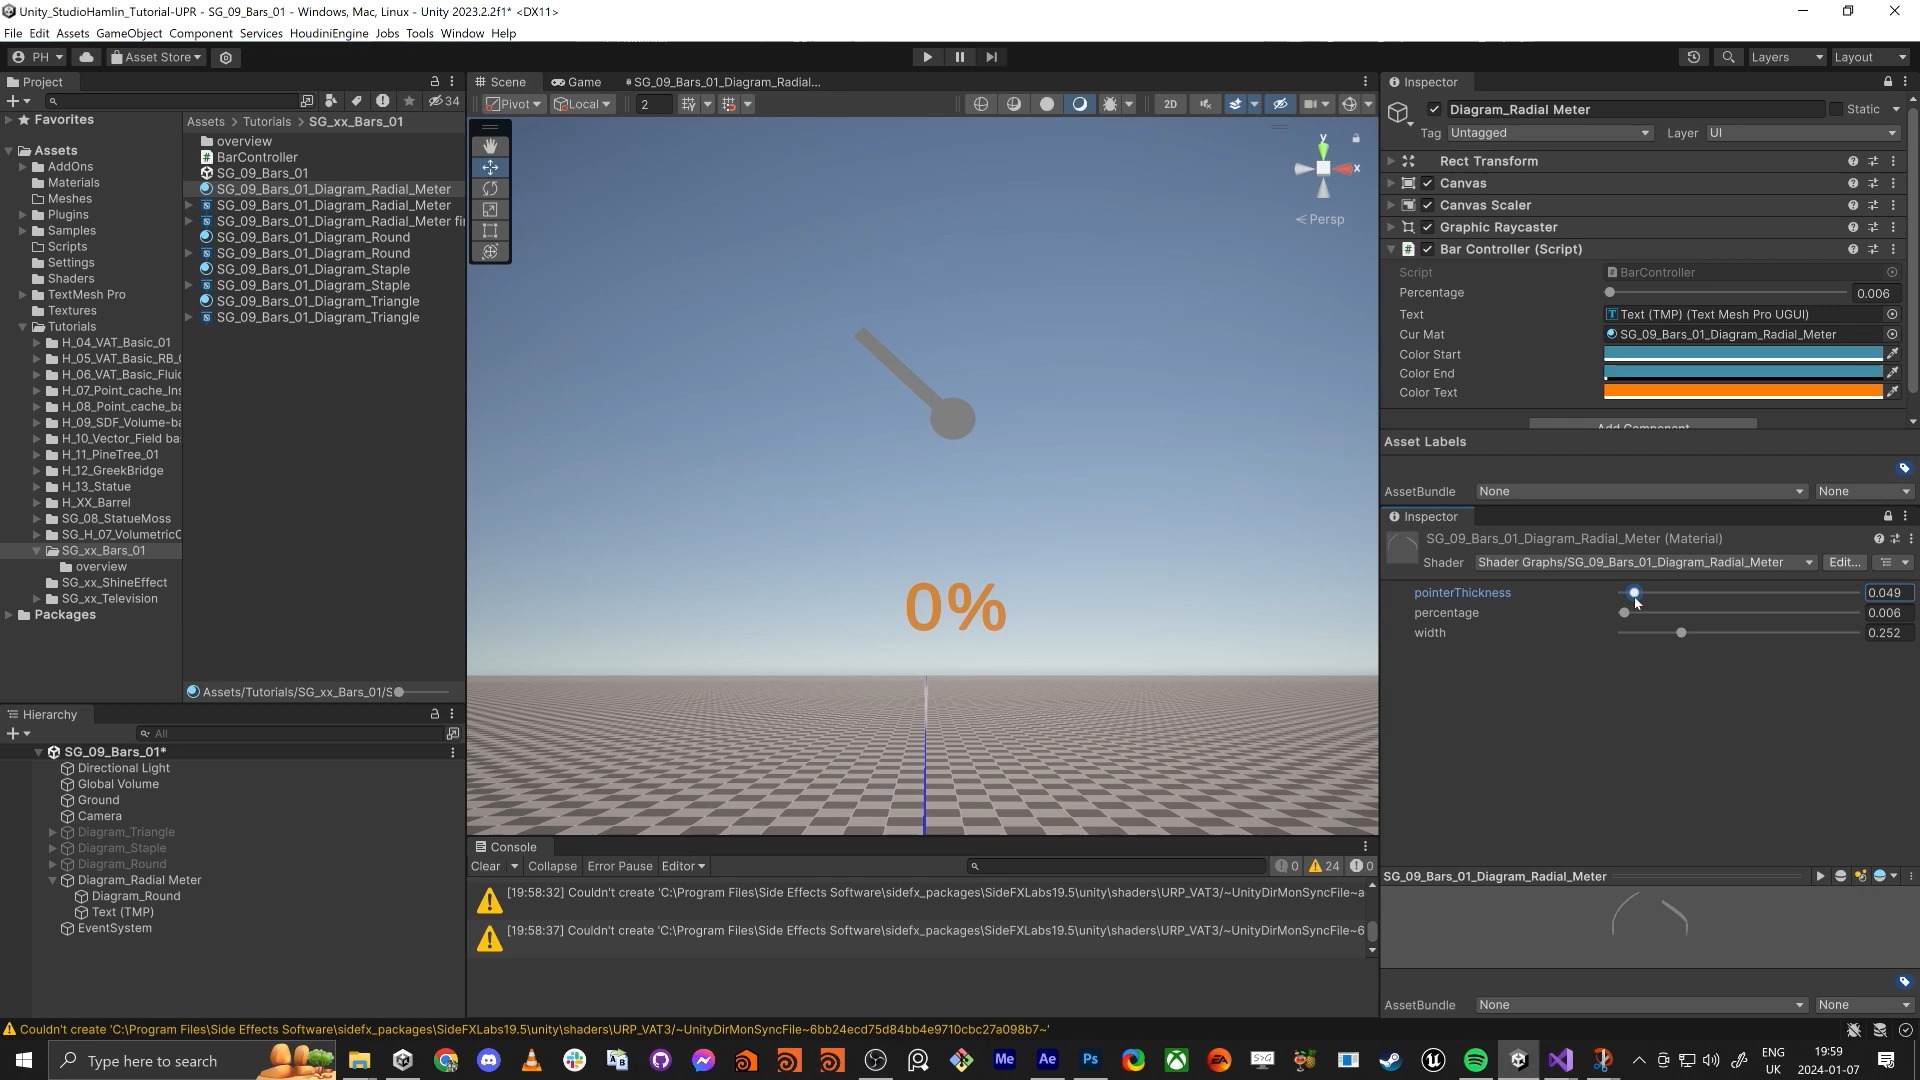 Unity_StudioHamlin_Tutorial-UPR - SG_09_Bars_01 - Windows, Mac, Linux - Unity 2023.2.2f1* <DX11>
File Edit Assets GameObject Component Services HoudiniEngine Jobs Tools Window Help
PH Asset Store Layers Layout
Project
34
Favorites
Assets
AddOns
Materials
Meshes
Plugins
Samples
Scripts
Settings
Shaders
TextMesh Pro
Textures
Tutorials
H_04_VAT_Basic_01
H_05_VAT_Basic_RB_
H_06_VAT_Basic_Fluid
H_07_Point_cache_Ins
H_08_Point_cache_ba
H_09_SDF_Volume-ba
H_10_Vector_Field ba
H_11_PineTree_01
H_12_GreekBridge
H_13_Statue
H_XX_Barrel
SG_08_StatueMoss
SG_H_07_VolumetricC
SG_xx_Bars_01
overview
SG_xx_ShineEffect
SG_xx_Television
Packages
Assets > Tutorials > SG_xx_Bars_01
overview
BarController
SG_09_Bars_01
SG_09_Bars_01_Diagram_Radial_Meter
SG_09_Bars_01_Diagram_Radial_Meter
SG_09_Bars_01_Diagram_Radial_Meter fi
SG_09_Bars_01_Diagram_Round
SG_09_Bars_01_Diagram_Round
SG_09_Bars_01_Diagram_Staple
SG_09_Bars_01_Diagram_Staple
SG_09_Bars_01_Diagram_Triangle
SG_09_Bars_01_Diagram_Triangle
Assets/Tutorials/SG_xx_Bars_01/S
Hierarchy
All
SG_09_Bars_01*
Directional Light
Global Volume
Ground
Camera
Diagram_Triangle
Diagram_Staple
Diagram_Round
Diagram_Radial Meter
Diagram_Round
Text (TMP)
EventSystem
Scene Game SG_09_Bars_01_Diagram_Radial...
Pivot Local 2 2D
y
x
< Persp
0%
Console
Clear Collapse Error Pause Editor 0 24 0
[19:58:32] Couldn't create 'C:\Program Files\Side Effects Software\sidefx_packages\SideFXLabs19.5\unity\shaders\URP_VAT3/~UnityDirMonSyncFile~a
[19:58:37] Couldn't create 'C:\Program Files\Side Effects Software\sidefx_packages\SideFXLabs19.5\unity\shaders\URP_VAT3/~UnityDirMonSyncFile~6
Inspector
Diagram_Radial Meter Static
Tag Untagged Layer UI
Rect Transform
Canvas
Canvas Scaler
Graphic Raycaster
# Bar Controller (Script)
Script BarController
Percentage 0.006
Text Text (TMP) (Text Mesh Pro UGUI)
Cur Mat SG_09_Bars_01_Diagram_Radial_Meter
Color Start
Color End
Color Text
Add Component
Asset Labels
AssetBundle None None
Inspector
SG_09_Bars_01_Diagram_Radial_Meter (Material)
Shader Shader Graphs/SG_09_Bars_01_Diagram_Radial_Meter Edit...
pointerThickness 0.049
percentage 0.006
width 0.252
SG_09_Bars_01_Diagram_Radial_Meter
AssetBundle None None
Couldn't create 'C:\Program Files\Side Effects Software\sidefx_packages\SideFXLabs19.5\unity\shaders\URP_VAT3/~UnityDirMonSyncFile~6bb24ecd75d84bb4e9710cbc27a098b7~'
Type here to search
Me Ae Ps EA
ENG
UK
19:59
2024-01-07